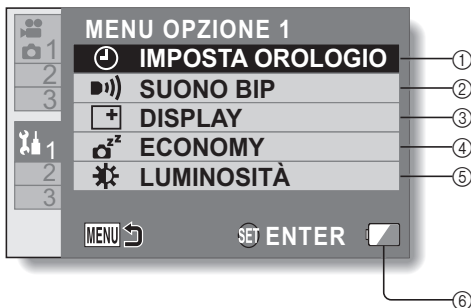 MENU OPZIONE 1
IMPOSTA OROLOGIO
SUONO BIP
DISPLAY
ECONOMY
LUMINOSITÀ
MENU
SET ENTER
1
2
3
1
2
3
①
②
③
④
⑤
⑥